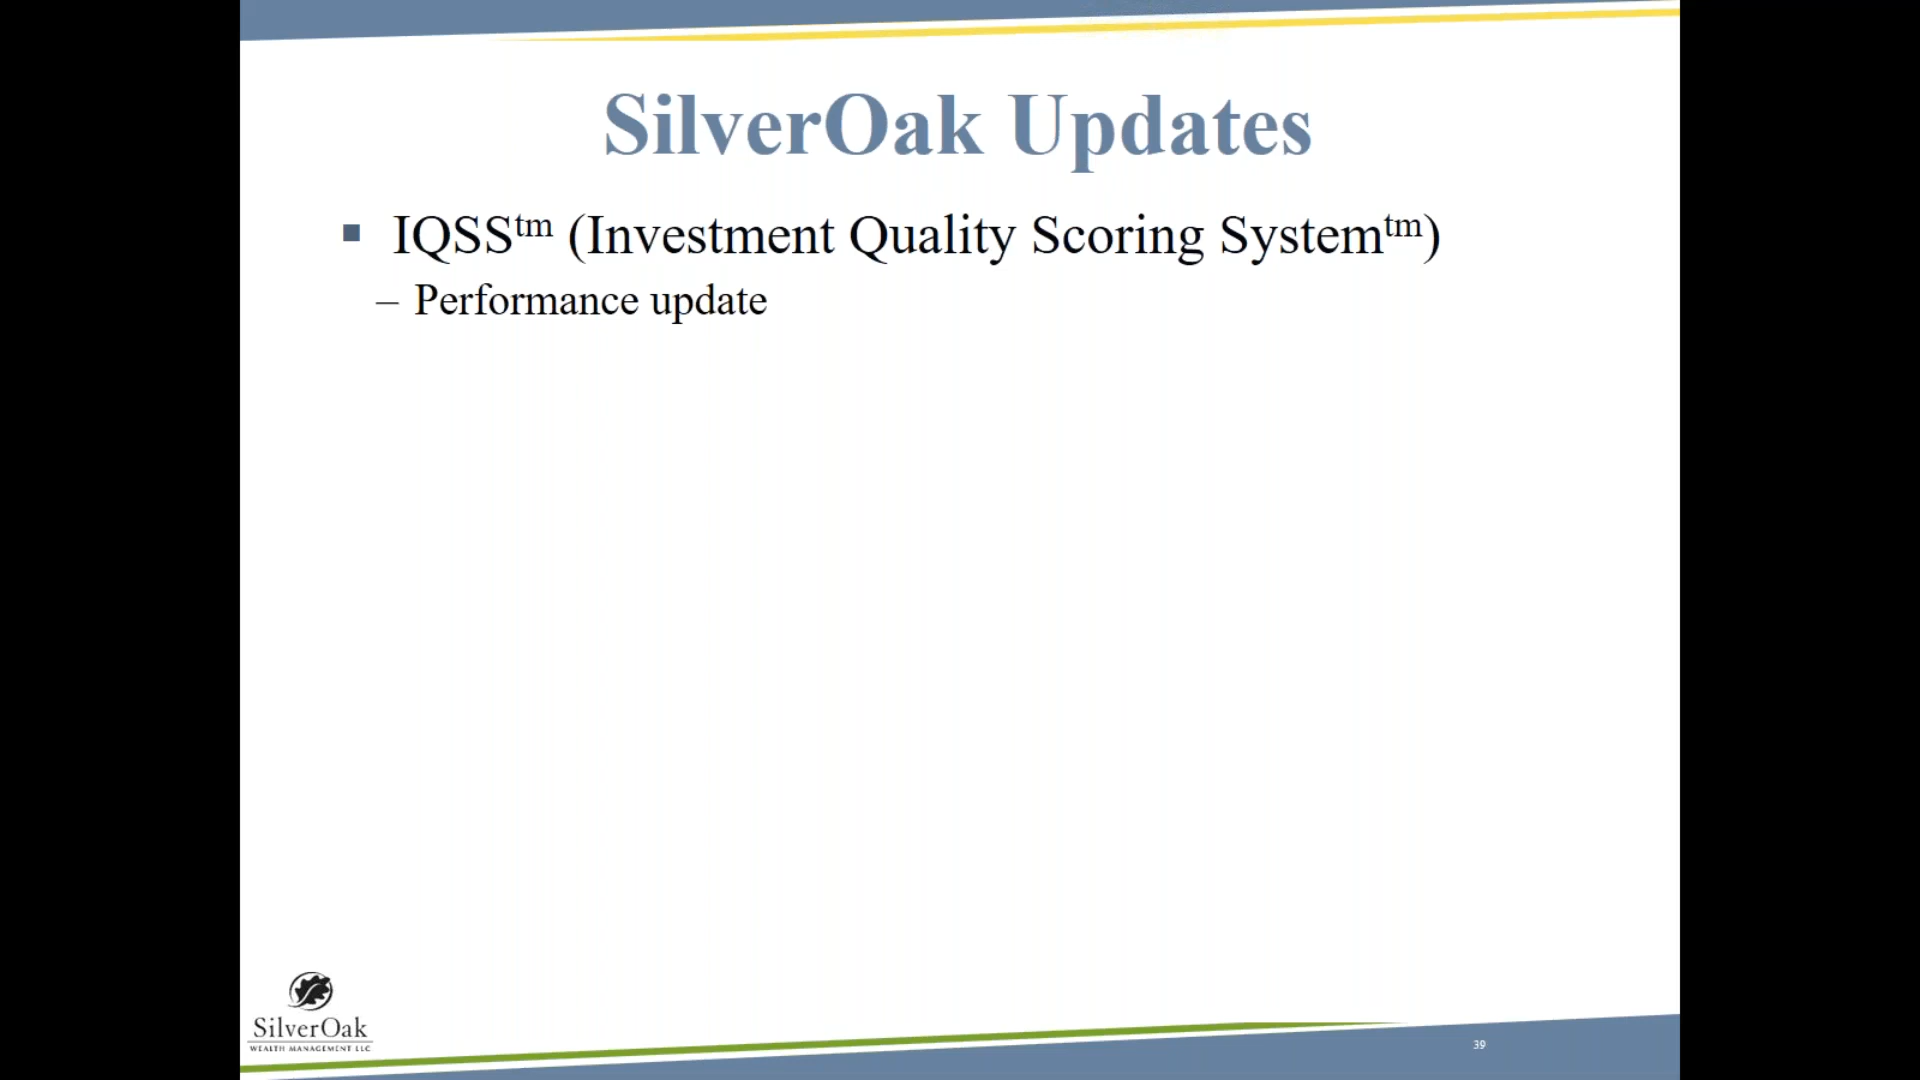 SilverOak Updates
▪ IQSStm (Investment Quality Scoring Systemtm)
– Performance update
SilverOak
WEALTH MANAGEMENT LLC
39